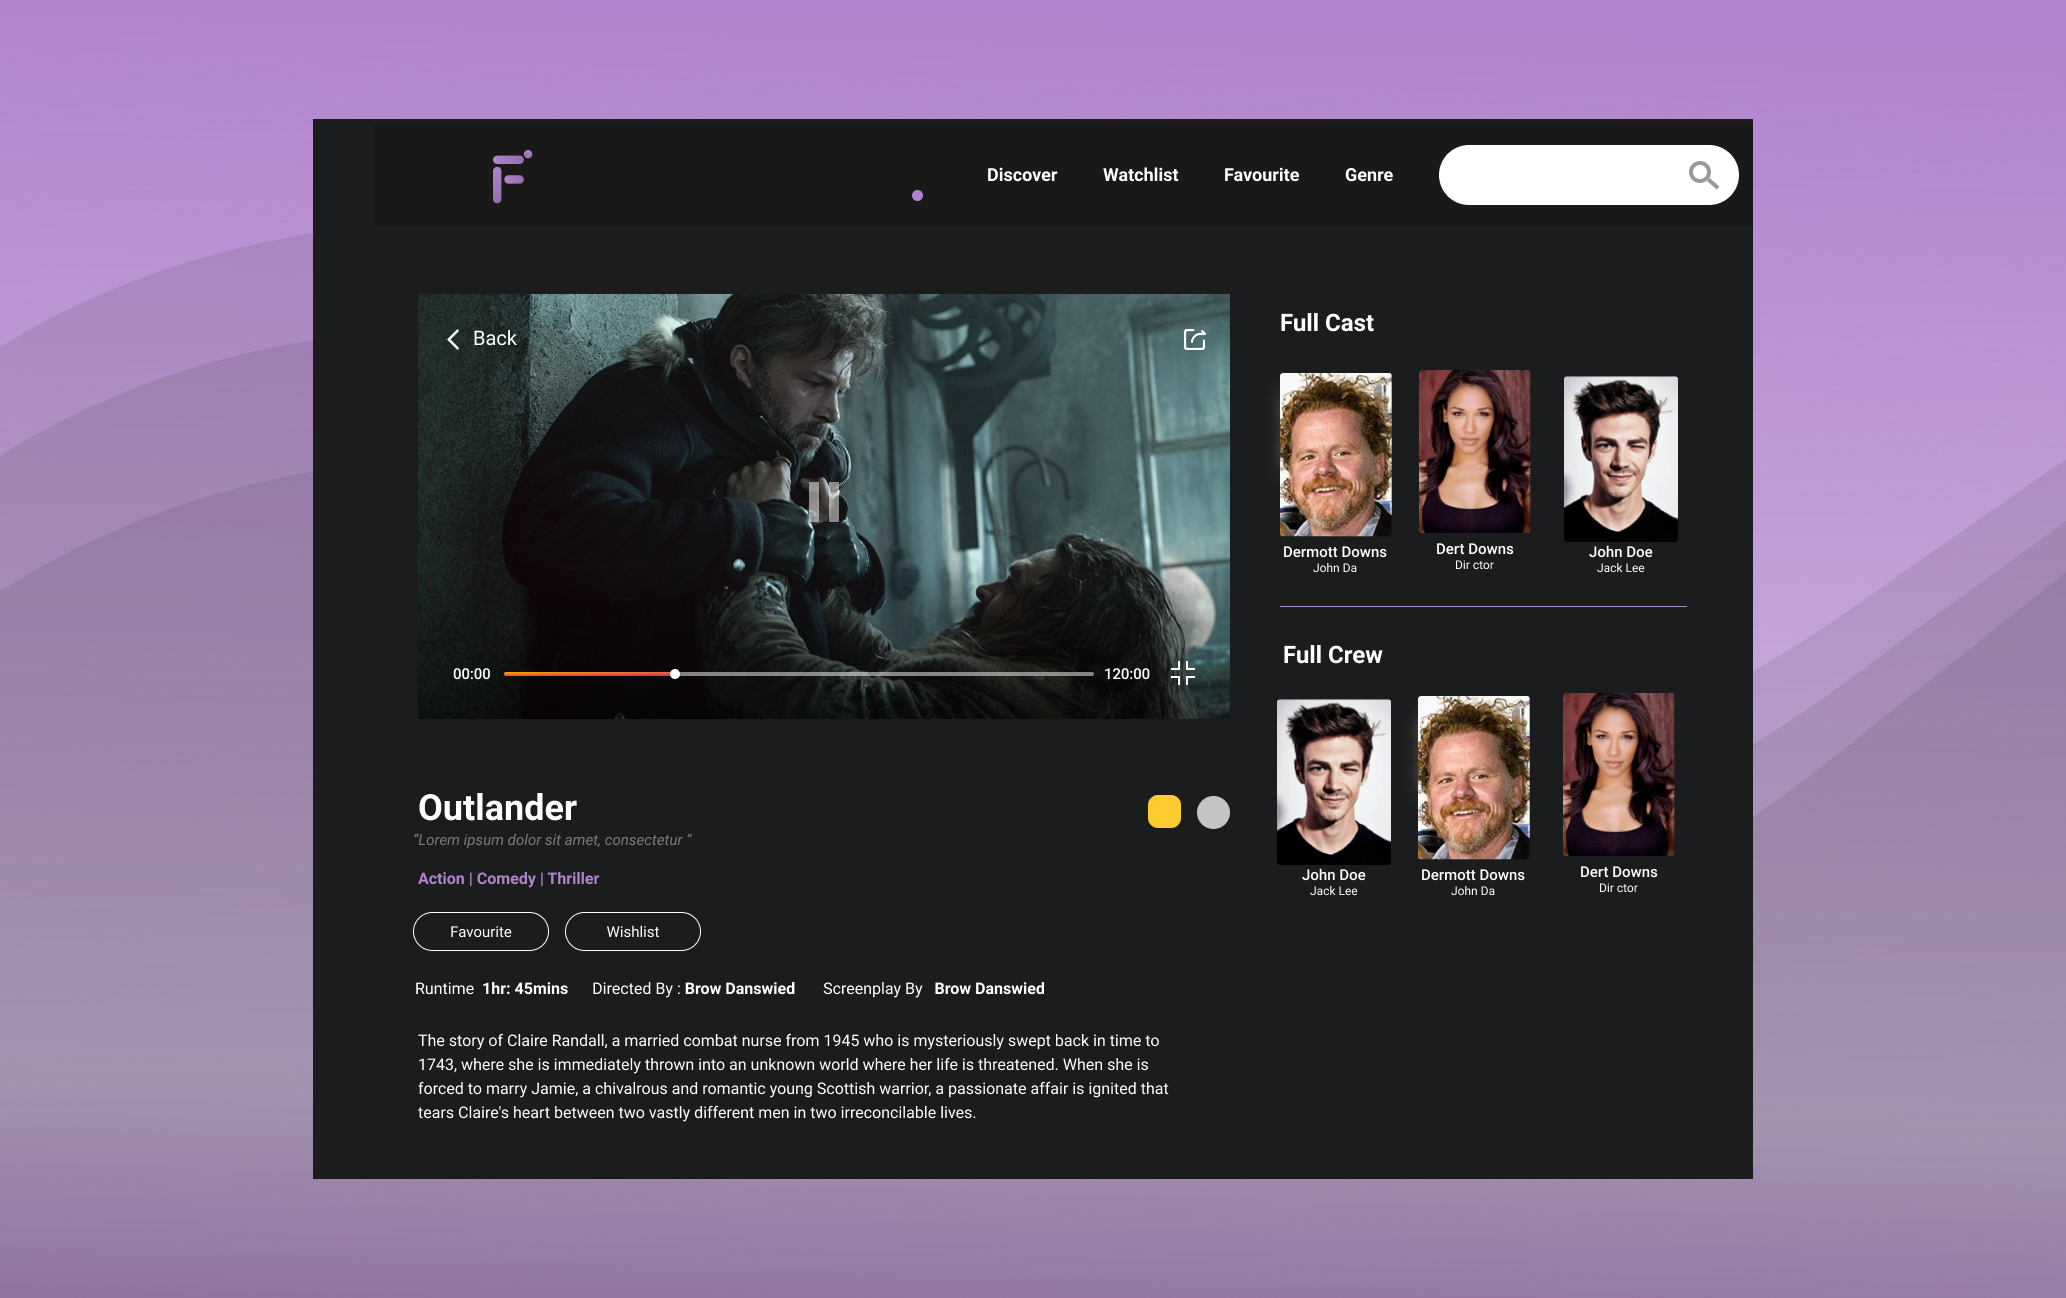 F
Discover Watchlist Favourite Genre
Back
00:00 120:00
Full Cast
Dermott Downs
John Da
Dert Downs
Dir ctor
John Doe
Jack Lee
Full Crew
John Doe
Jack Lee
Dermott Downs
John Da
Dert Downs
Dir ctor
Outlander
“Lorem ipsum dolor sit amet, consectetur “
Action | Comedy | Thriller
Favourite Wishlist
Runtime 1hr: 45mins Directed By : Brow Danswied Screenplay By Brow Danswied
The story of Claire Randall, a married combat nurse from 1945 who is mysteriously swept back in time to
1743, where she is immediately thrown into an unknown world where her life is threatened. When she is
forced to marry Jamie, a chivalrous and romantic young Scottish warrior, a passionate affair is ignited that
tears Claire's heart between two vastly different men in two irreconcilable lives.